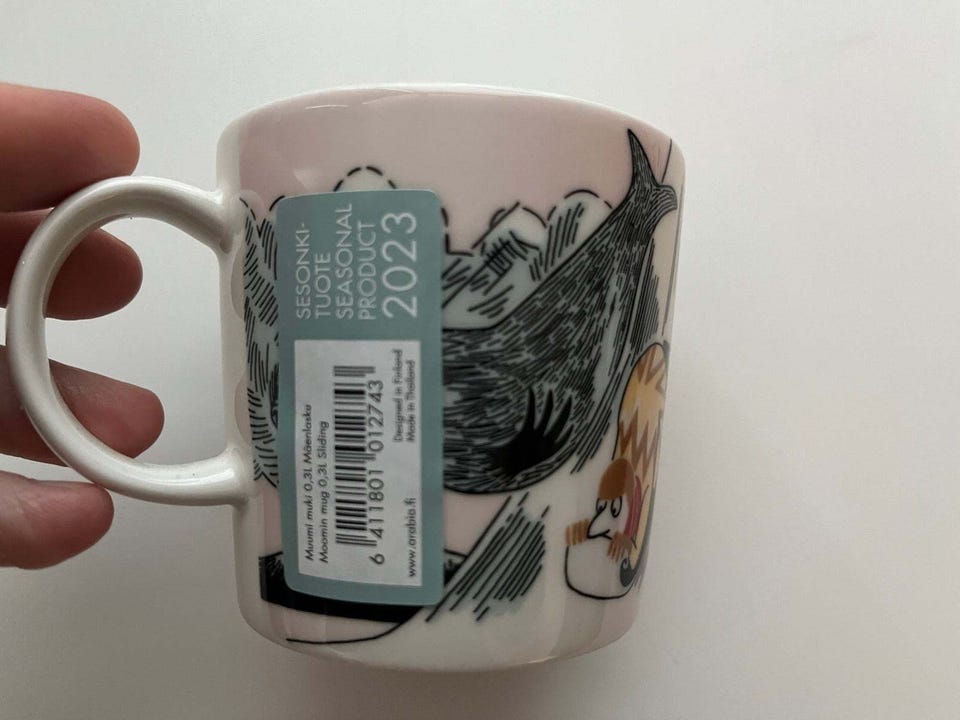 SESONKI-
TUOTE
SEASONAL
PRODUCT
2023
Muumi muki 0,3L Mäenlasku
Moomin mug 0,3L Sliding
6 411801 012743
Designed in Finland
Made in Thailand
www.arabia.fi